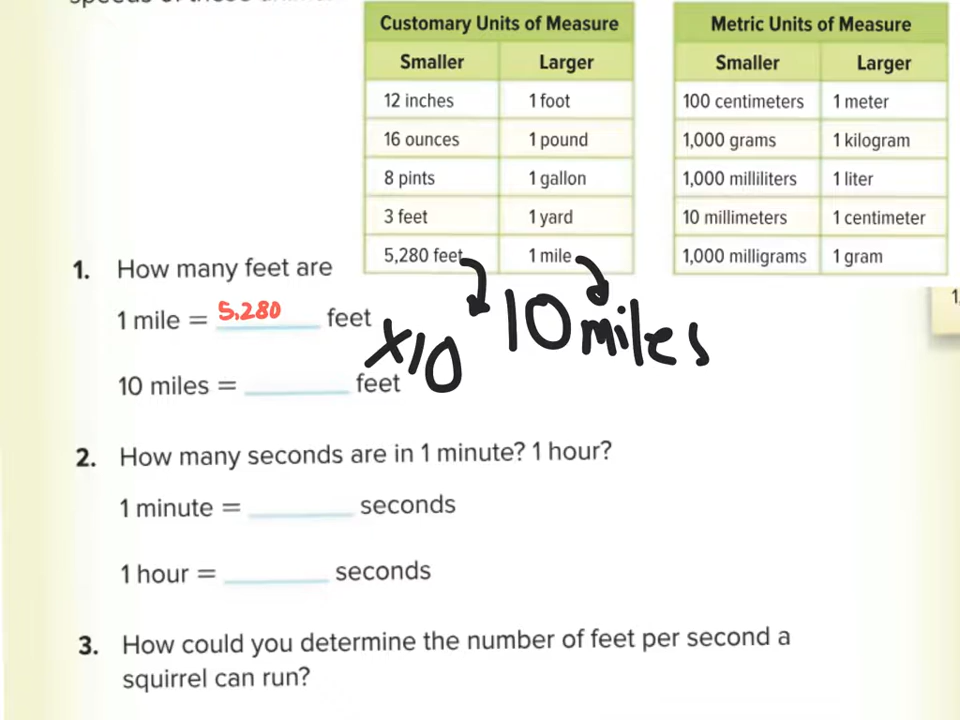 Customary Units of Measure
Smaller Larger
12 inches 1 foot
16 ounces 1 pound
8 pints 1 gallon
3 feet 1 yard
5,280 feet 1 mile
Metric Units of Measure
Smaller Larger
100 centimeters 1 meter
1,000 grams 1 kilogram
1,000 milliliters 1 liter
10 millimeters 1 centimeter
1,000 milligrams 1 gram
1. How many feet are
1 mile = 5,280 feet
×10 10 miles
10 miles = ________ feet
2. How many seconds are in 1 minute? 1 hour?
1 minute = ________ seconds
1 hour = ________ seconds
3. How could you determine the number of feet per second a
squirrel can run?